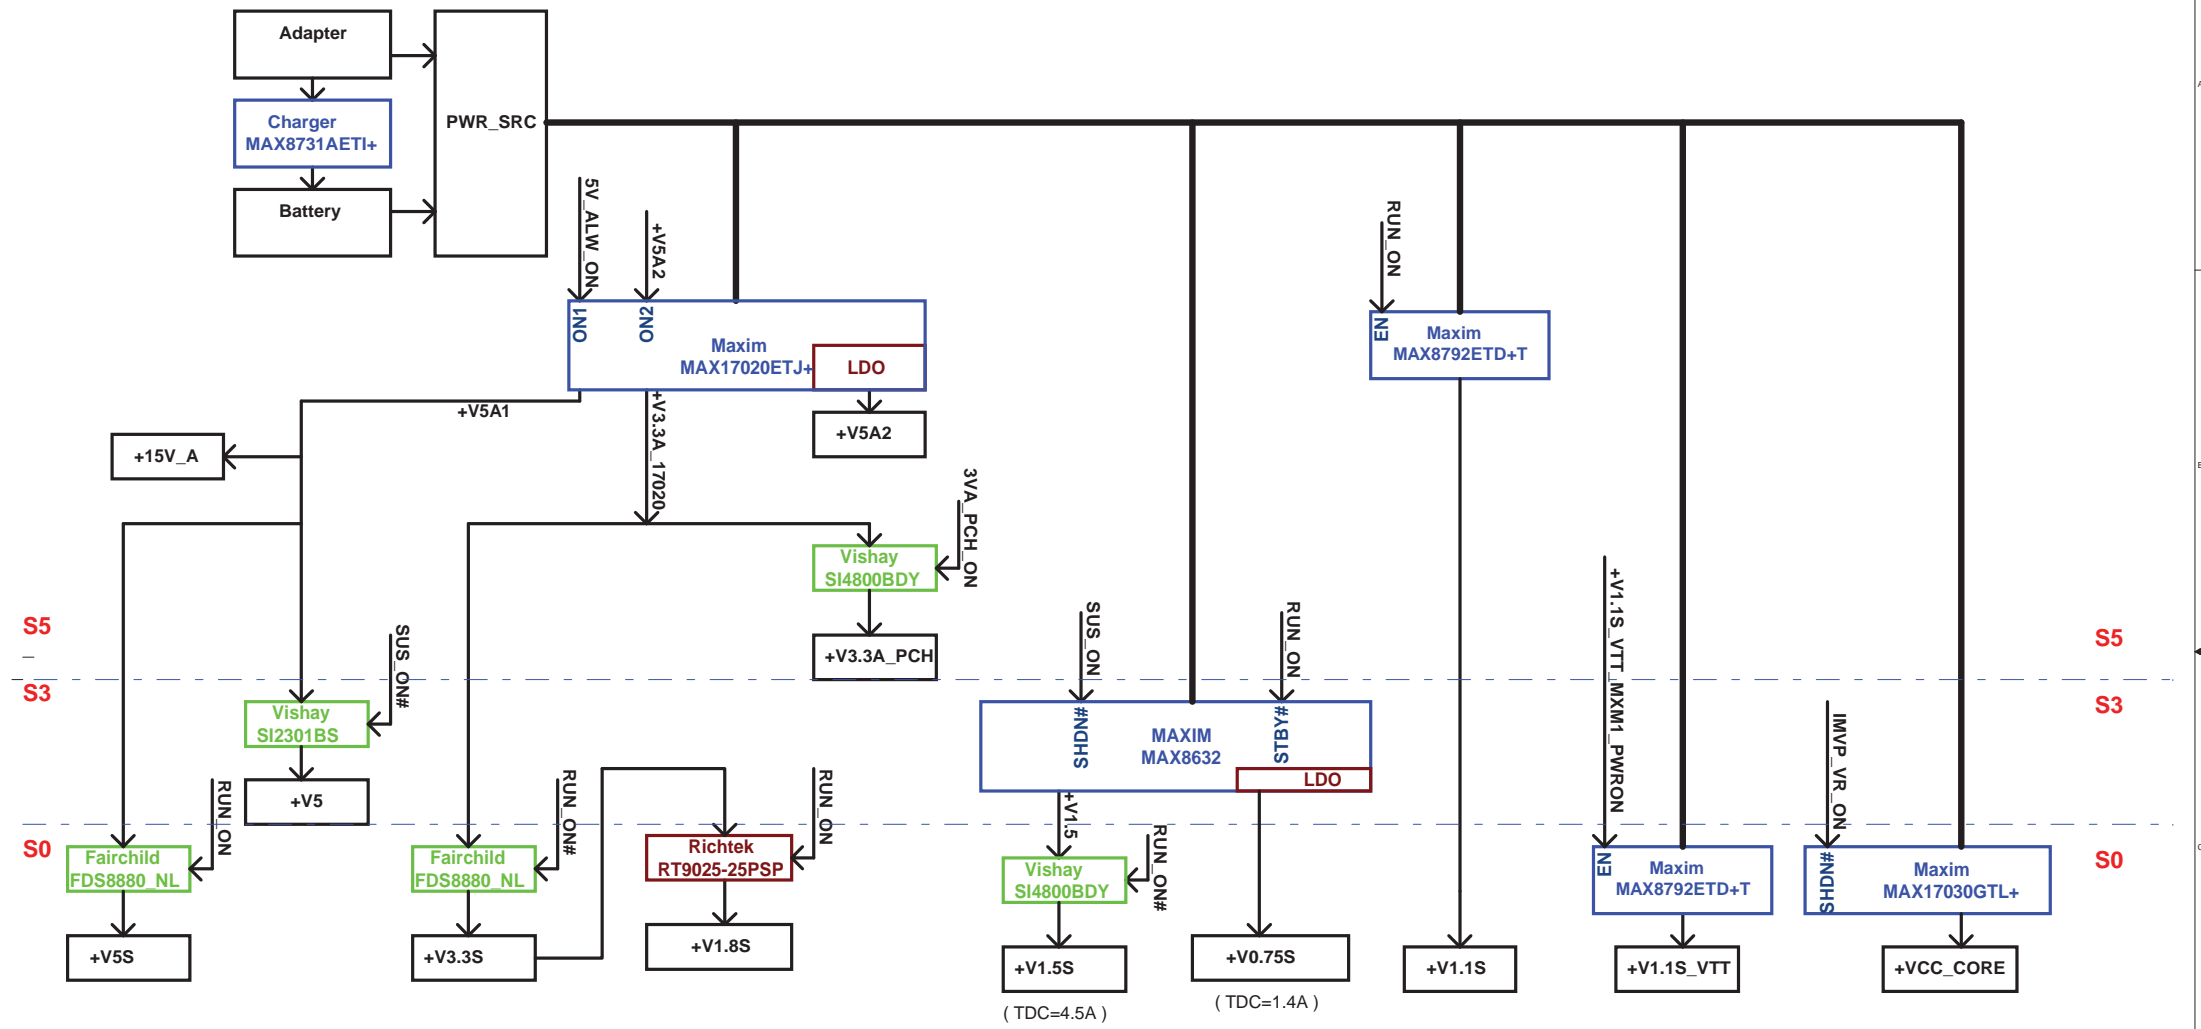 Adapter
Charger
MAX8731AETI+
Battery
PWR_SRC
A
5V_ALW_ON
+V5A2
RUN_ON
ON1
ON2
Maxim
MAX17020ETJ+
LDO
EN
Maxim
MAX8792ETD+T
+V5A1
+V3.3A_17020
+V5A2
+15V_A
B
3VA_PCH_ON
Vishay
SI4800BDY
+V3.3A_PCH
S5
S5
S3
S3
SUS_ON#
Vishay
SI2301BS
+V5
SUS_ON
RUN_ON
SHDN#
MAXIM
MAX8632
STBY#
LDO
+V1.1S_VTT_MXM1_PWRON
IMVP_VR_ON
RUN_ON
RUN_ON#
RUN_ON
+V1.5
RUN_ON#
S0
S0
C
Fairchild
FDS8880_NL
Fairchild
FDS8880_NL
Richtek
RT9025-25PSP
Vishay
SI4800BDY
EN
Maxim
MAX8792ETD+T
SHDN#
Maxim
MAX17030GTL+
+V5S
+V3.3S
+V1.8S
+V1.5S
+V0.75S
+V1.1S
+V1.1S_VTT
+VCC_CORE
( TDC=4.5A )
( TDC=1.4A )